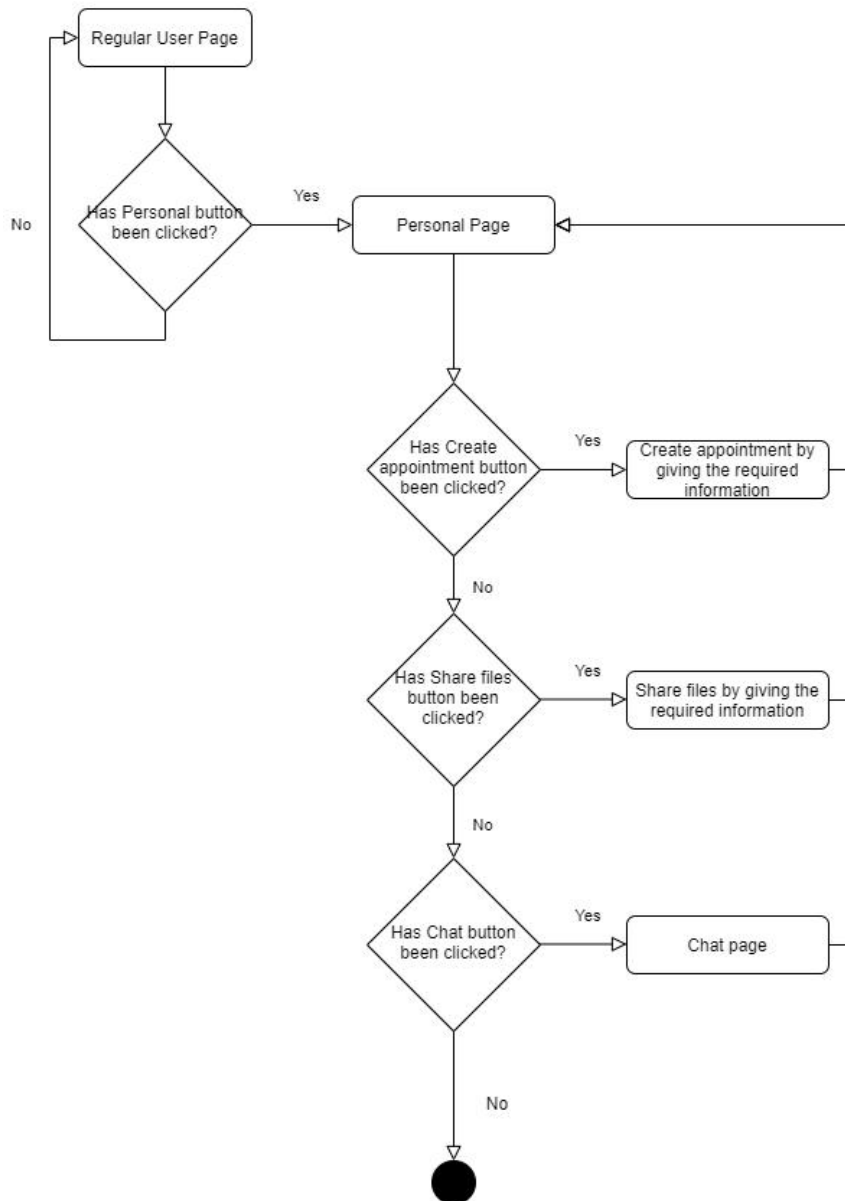 Regular User Page
Has Personal button
been clicked?
Yes
No
Personal Page
Has Create
appointment button
been clicked?
Yes
Create appointment by
giving the required
information
No
Has Share files
button been
clicked?
Yes
Share files by giving the
required information
No
Has Chat button
been clicked?
Yes
Chat page
No